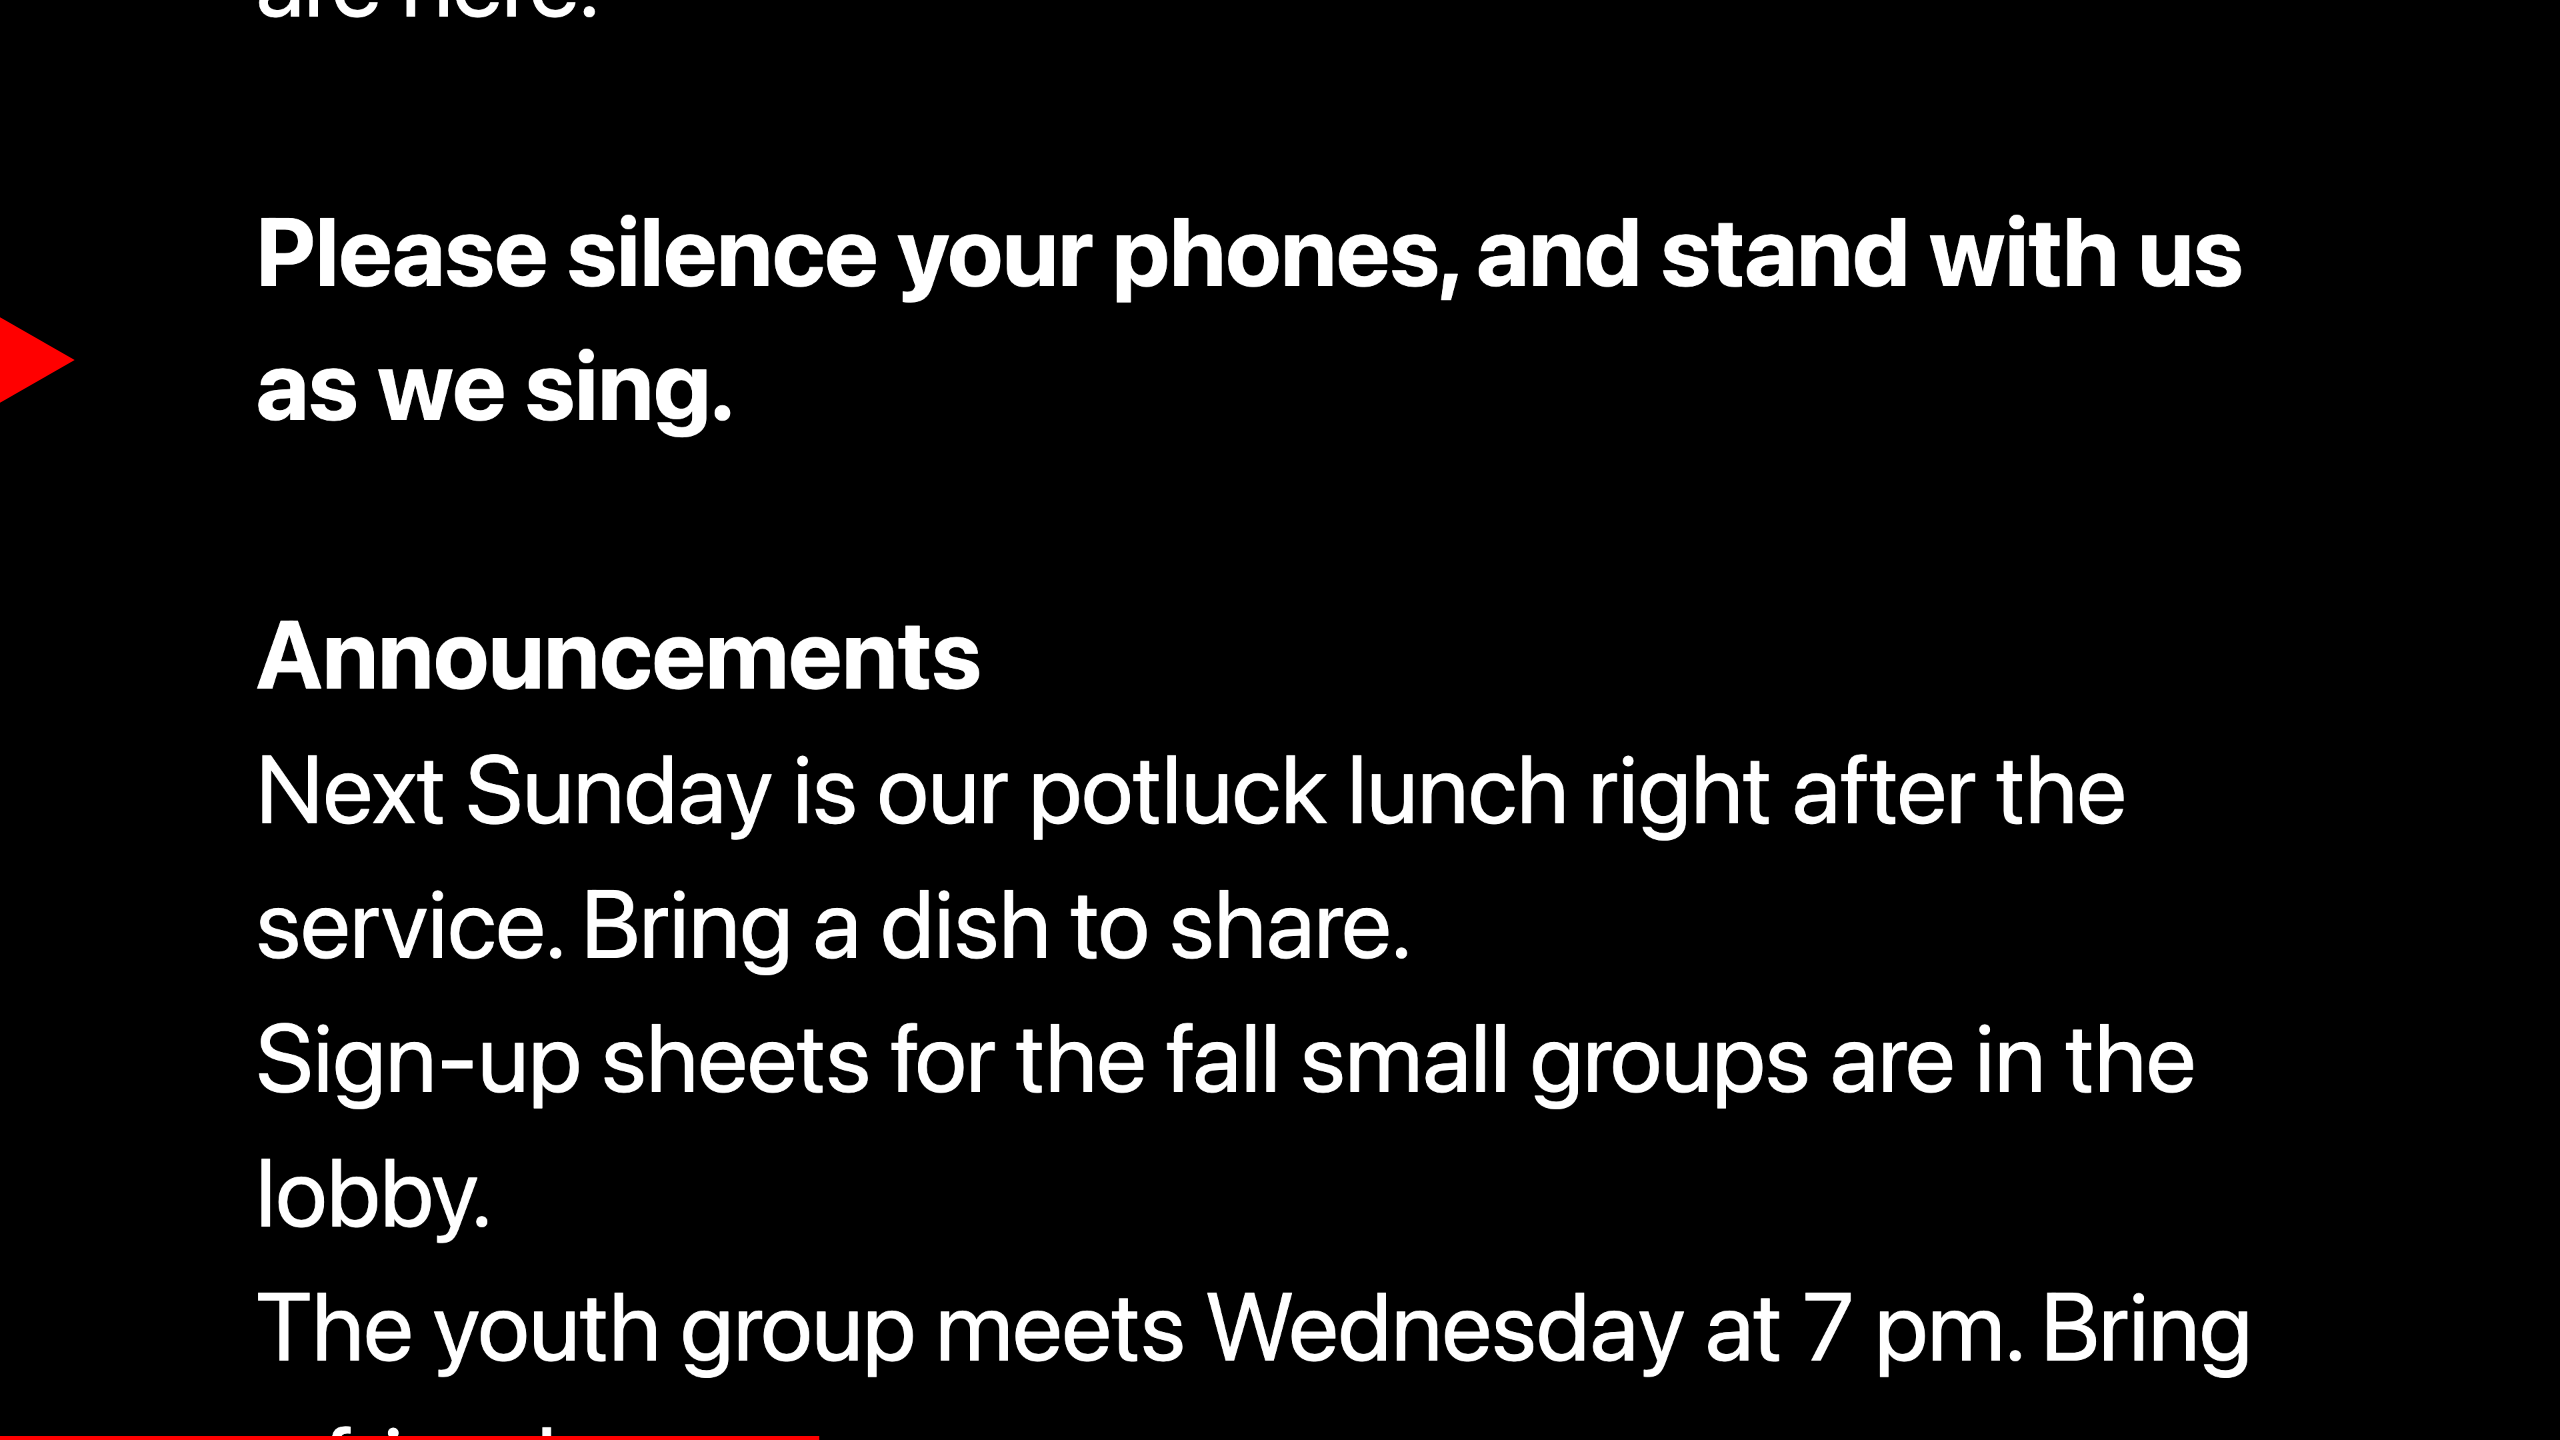 are here.
Please silence your phones, and stand with us
as we sing.
Announcements
Next Sunday is our potluck lunch right after the
service. Bring a dish to share.
Sign-up sheets for the fall small groups are in the
lobby.
The youth group meets Wednesday at 7 pm. Bring